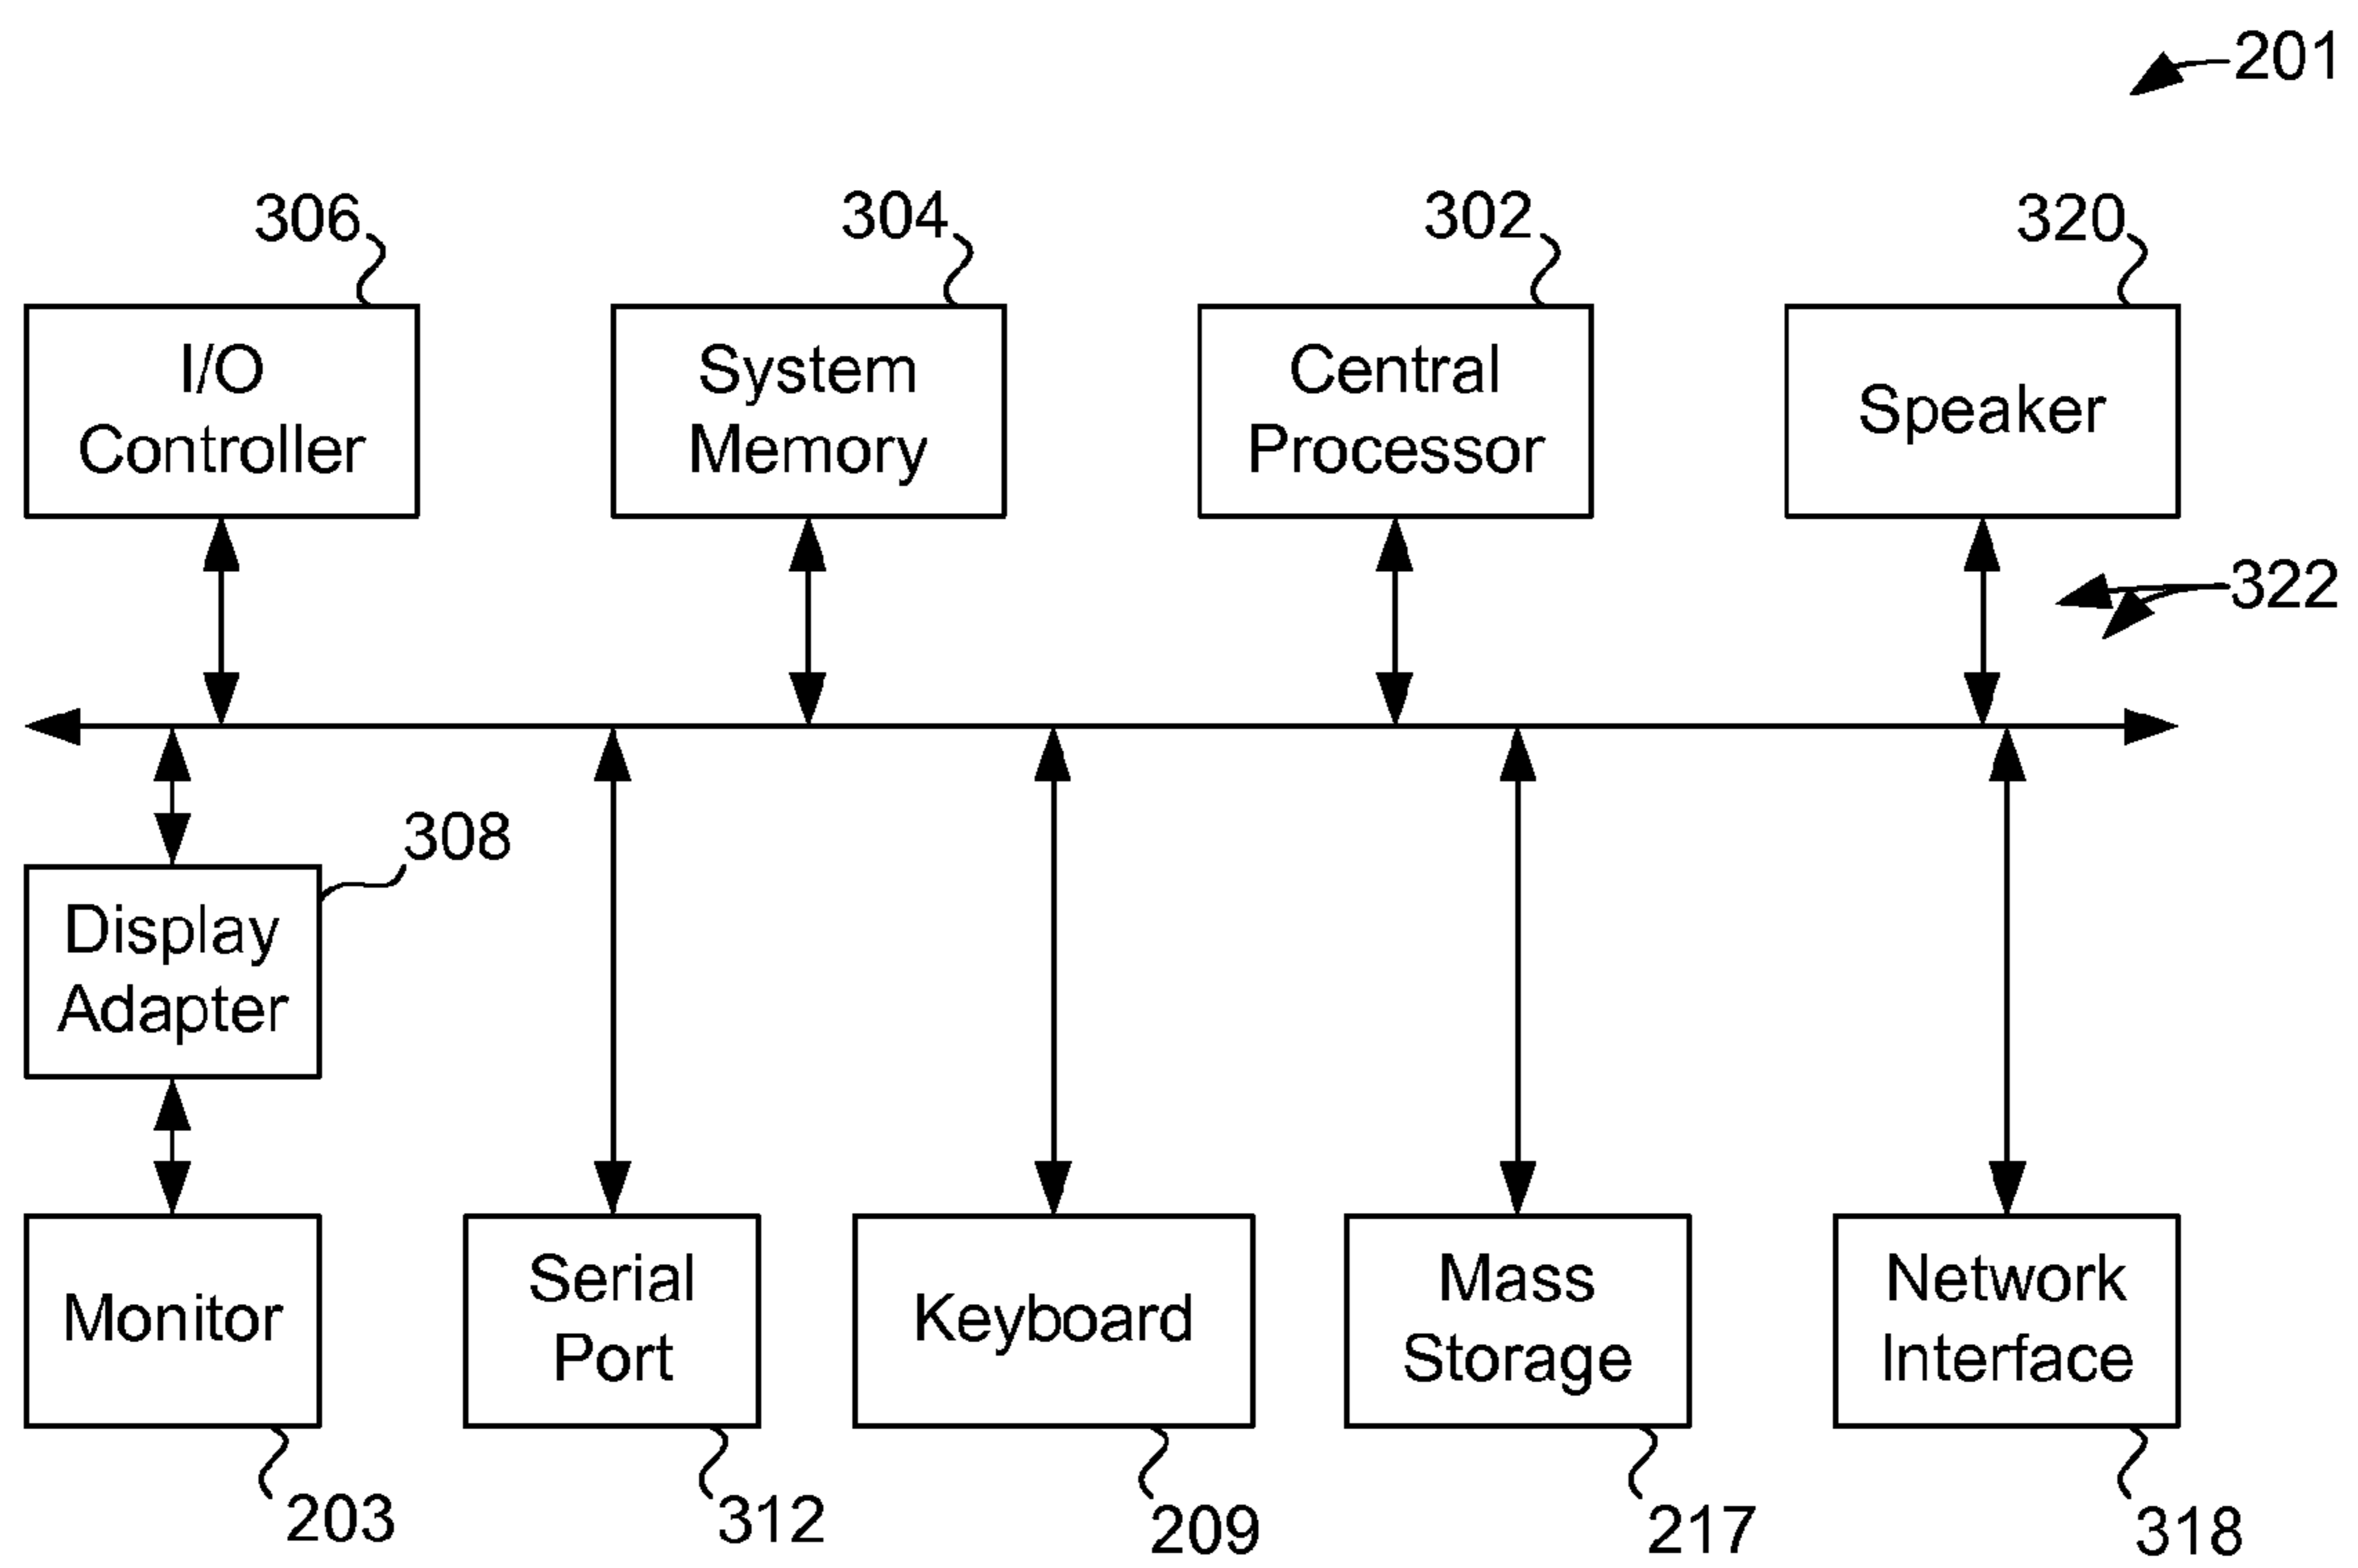 201
306
304
302
320
I/O
Controller
System
Memory
Central
Processor
Speaker
322
308
Display
Adapter
Monitor
Serial
Port
Keyboard
Mass
Storage
Network
Interface
203
312
209
217
318